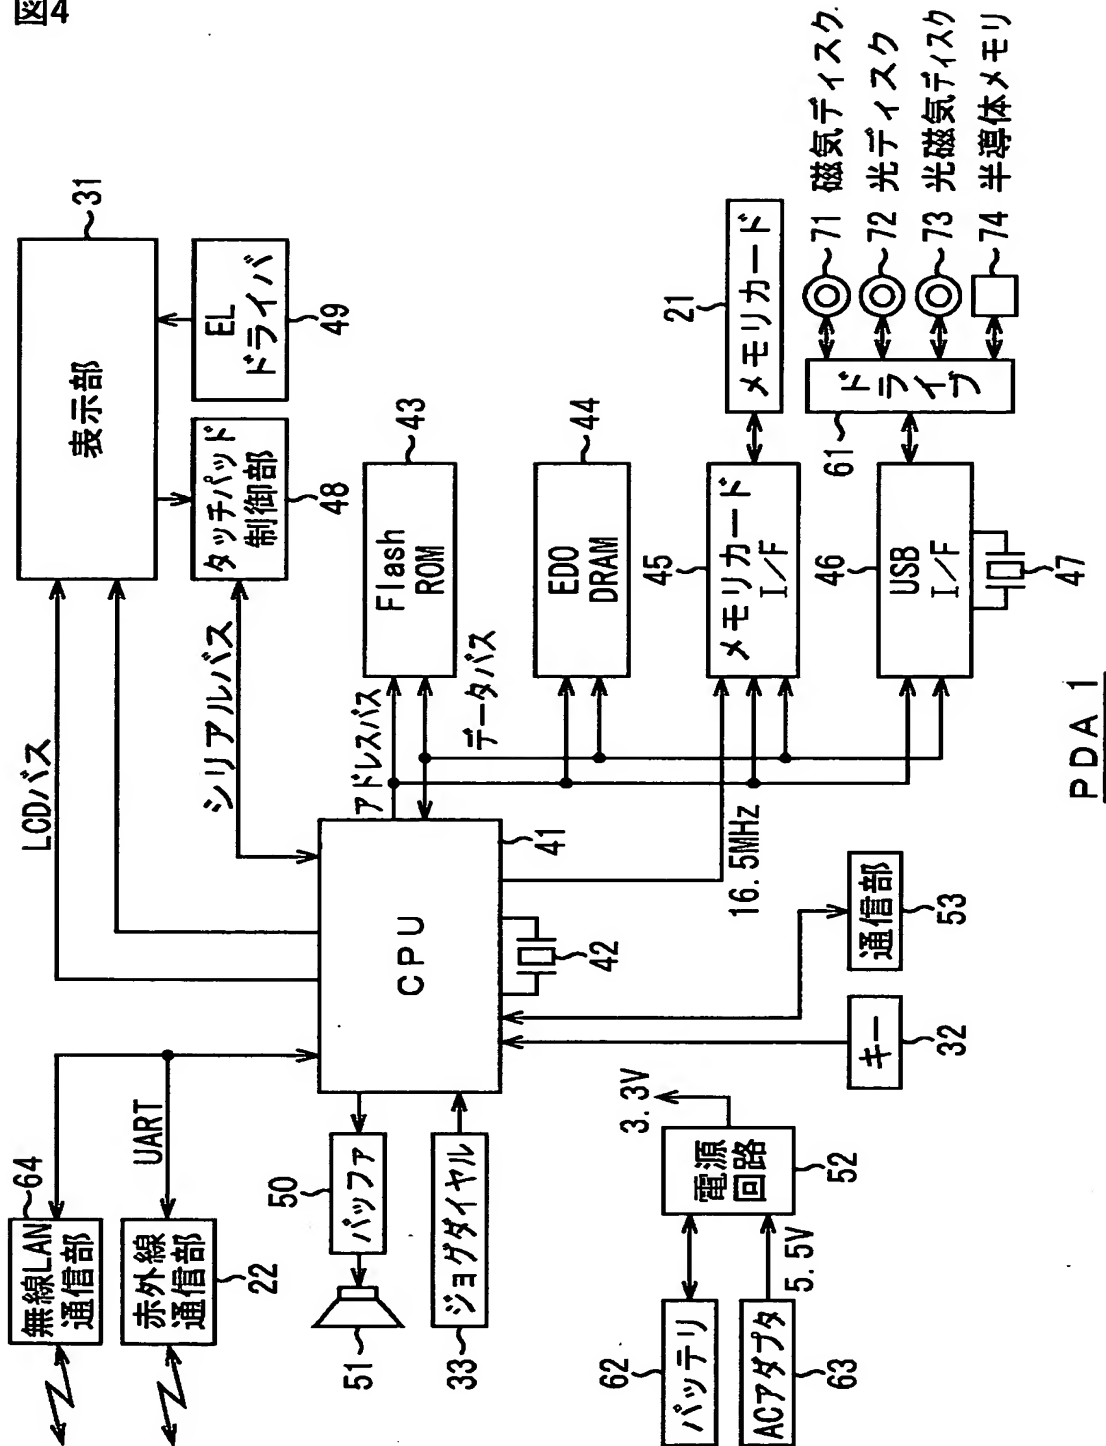 図4
表示部
31
EL
ドライバ
49
タッチパッド
制御部
48
LCDバス
シリアルバス
無線LAN
通信部
64
UART
赤外線
通信部
22
Flash
ROM
43
アドレスバス
データバス
EDO
DRAM
44
CPU
41
42
16.5MHz
メモリカード
I/F
45
メモリカード
21
USB
I/F
46
47
ドライブ
61
71 磁気ディスク
72 光ディスク
73 光磁気ディスク
74 半導体メモリ
バッファ
50
51
ジョグダイヤル
33
キー
32
通信部
53
3.3V
電源
回路
52
5.5V
バッテリ
62
ACアダプタ
63
PDA 1